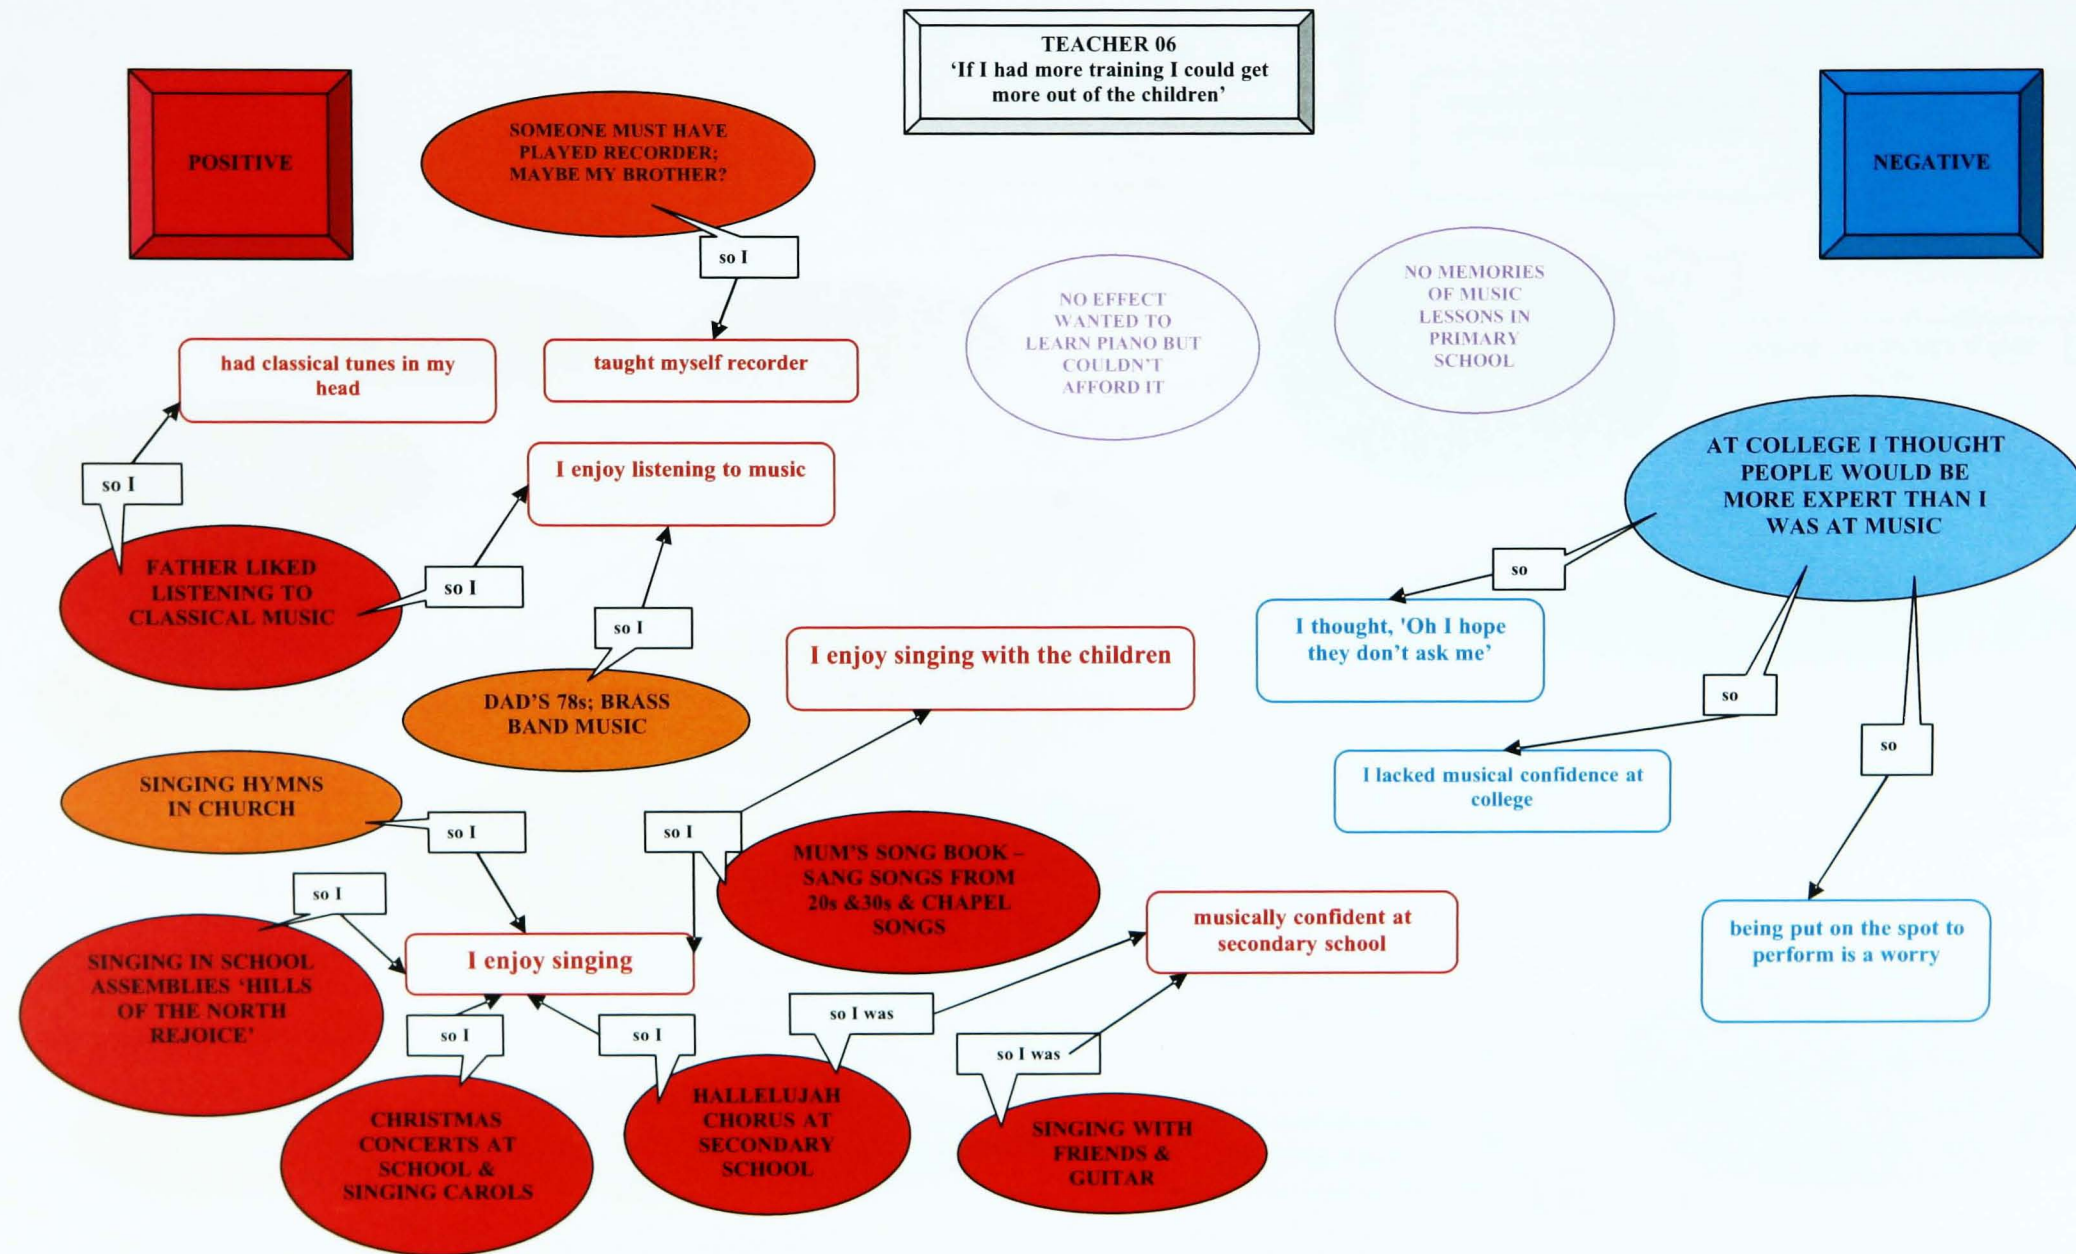 TEACHER 06
‘If I had more training I could get
more out of the children’
POSITIVE
NEGATIVE
SOMEONE MUST HAVE
PLAYED RECORDER;
MAYBE MY BROTHER?
so I
taught myself recorder
NO EFFECT
WANTED TO
LEARN PIANO BUT
COULDN'T
AFFORD IT
NO MEMORIES
OF MUSIC
LESSONS IN
PRIMARY
SCHOOL
had classical tunes in my
head
so I
FATHER LIKED
LISTENING TO
CLASSICAL MUSIC
so I
I enjoy listening to music
so I
DAD'S 78s; BRASS
BAND MUSIC
AT COLLEGE I THOUGHT
PEOPLE WOULD BE
MORE EXPERT THAN I
WAS AT MUSIC
so
I thought, 'Oh I hope
they don't ask me’
so
I lacked musical confidence at
college
so
being put on the spot to
perform is a worry
I enjoy singing with the children
so I
MUM'S SONG BOOK –
SANG SONGS FROM
20s &30s & CHAPEL
SONGS
SINGING HYMNS
IN CHURCH
so I
so I
SINGING IN SCHOOL
ASSEMBLIES ‘HILLS
OF THE NORTH
REJOICE’
I enjoy singing
so I
CHRISTMAS
CONCERTS AT
SCHOOL &
SINGING CAROLS
so I
HALLELUJAH
CHORUS AT
SECONDARY
SCHOOL
so I was
musically confident at
secondary school
so I was
SINGING WITH
FRIENDS &
GUITAR